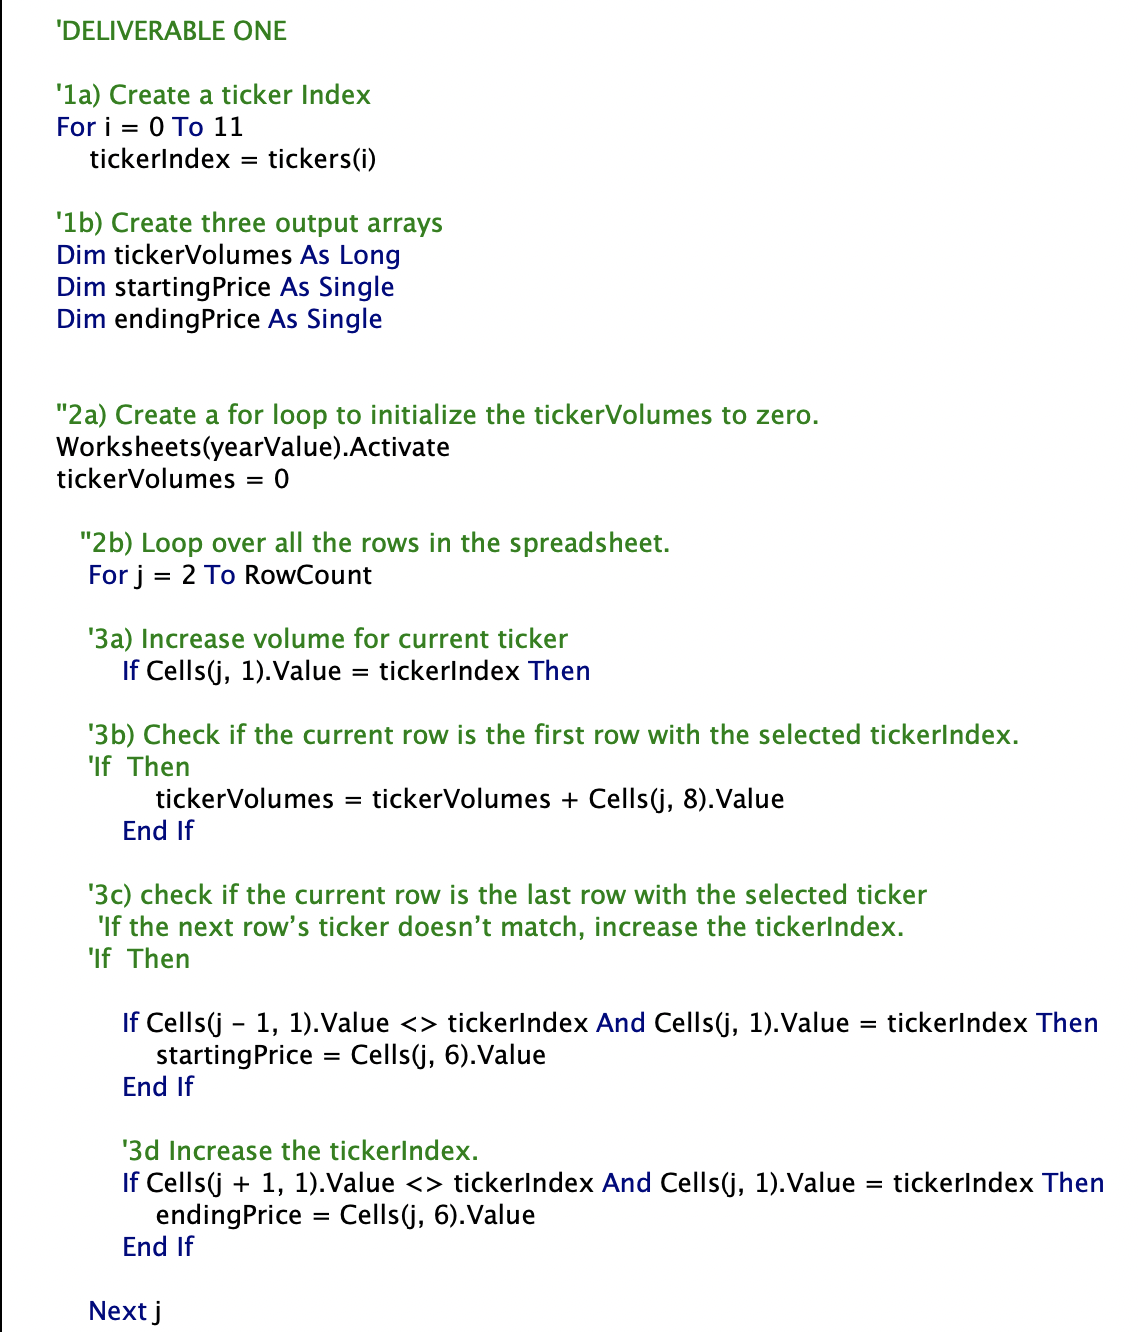 'DELIVERABLE ONE
'1a) Create a ticker Index
For i = 0 To 11
tickerIndex = tickers(i)
'1b) Create three output arrays
Dim tickerVolumes As Long
Dim startingPrice As Single
Dim endingPrice As Single
''2a) Create a for loop to initialize the tickerVolumes to zero.
Worksheets(yearValue).Activate
tickerVolumes = 0
''2b) Loop over all the rows in the spreadsheet.
For j = 2 To RowCount
'3a) Increase volume for current ticker
If Cells(j, 1).Value = tickerIndex Then
'3b) Check if the current row is the first row with the selected tickerIndex.
'If  Then
tickerVolumes = tickerVolumes + Cells(j, 8).Value
End If
'3c) check if the current row is the last row with the selected ticker
'If the next row’s ticker doesn’t match, increase the tickerIndex.
'If  Then
If Cells(j - 1, 1).Value <> tickerIndex And Cells(j, 1).Value = tickerIndex Then
startingPrice = Cells(j, 6).Value
End If
'3d Increase the tickerIndex.
If Cells(j + 1, 1).Value <> tickerIndex And Cells(j, 1).Value = tickerIndex Then
endingPrice = Cells(j, 6).Value
End If
Next j